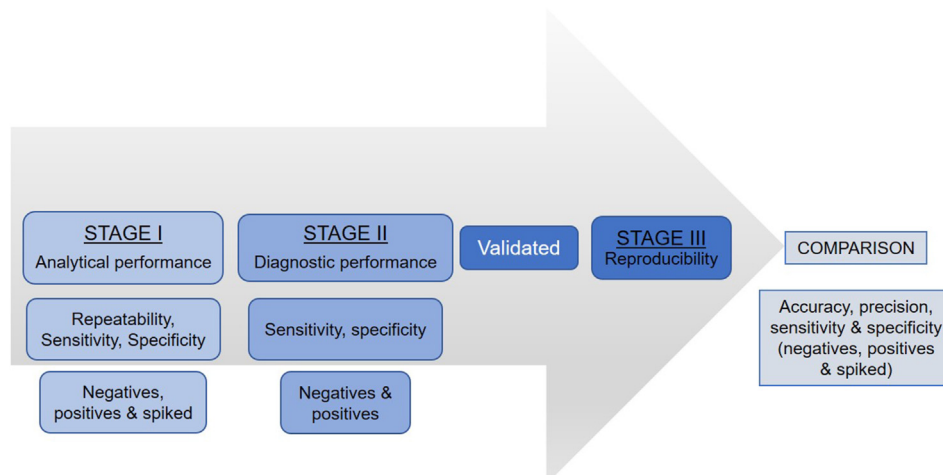 STAGE I
Analytical performance
Repeatability,
Sensitivity, Specificity
Negatives,
positives & spiked
STAGE II
Diagnostic performance
Sensitivity, specificity
Negatives &
positives
Validated
STAGE III
Reproducibility
COMPARISON
Accuracy, precision,
sensitivity & specificity
(negatives, positives
& spiked)